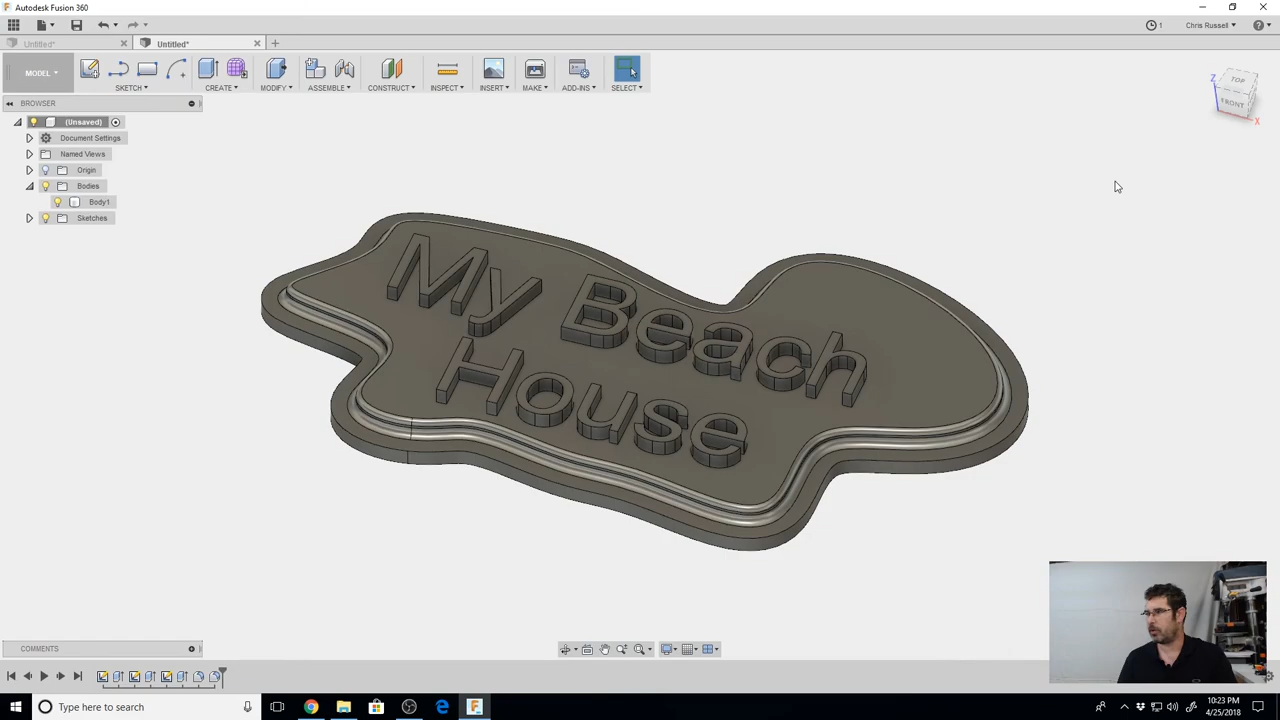 Autodesk Fusion 360
1 Chris Russell
Untitled*
Untitled*
MODEL
SKETCH
CREATE
MODIFY
ASSEMBLE
CONSTRUCT
INSPECT
INSERT
MAKE
ADD-INS
SELECT
TOP
FRONT
Z
X
BROWSER
(Unsaved)
Document Settings
Named Views
Origin
Bodies
Body1
Sketches
My Beach
House
COMMENTS
Type here to search
10:23 PM
4/25/2018